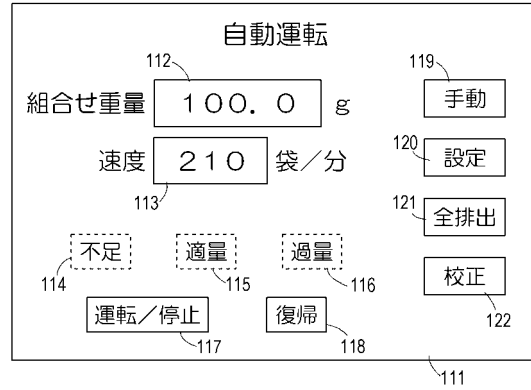 自動運転
112
119
組合せ重量 100.0 g
手動
速度 210 袋／分
113
120
設定
121
全排出
不足 適量 過量
114 115 116
校正
122
運転／停止 復帰
117 118
111